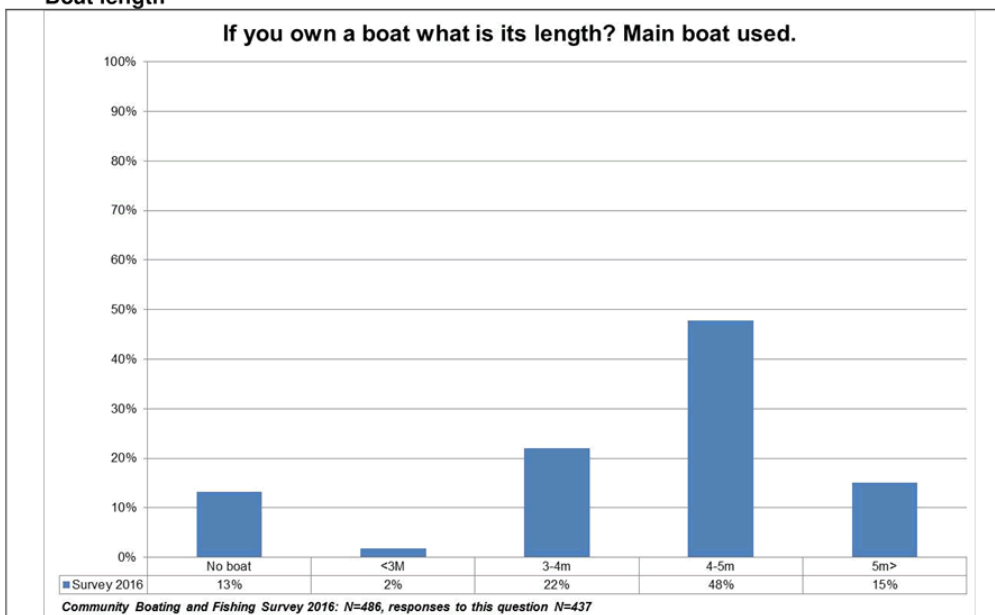 Boat length
If you own a boat what is its length? Main boat used.
100%
90%
80%
70%
60%
50%
40%
30%
20%
10%
0%
No boat <3M 3-4m 4-5m 5m>
Survey 2016 13% 2% 22% 48% 15%
Community Boating and Fishing Survey 2016: N=486, responses to this question N=437